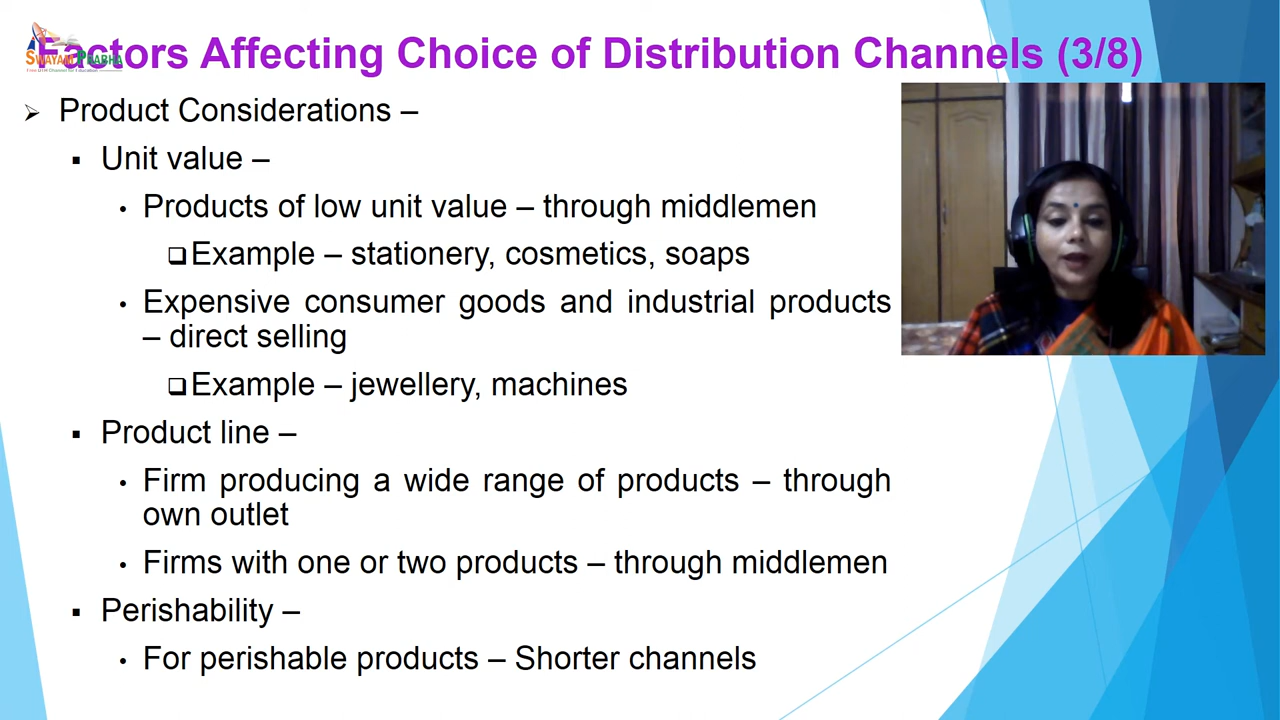 Factors Affecting Choice of Distribution Channels (3/8)
SWAYAM PRABHA
➢ Product Considerations –
▪ Unit value –
• Products of low unit value – through middlemen
❑Example – stationery, cosmetics, soaps
• Expensive consumer goods and industrial products
– direct selling
❑Example – jewellery, machines
▪ Product line –
• Firm producing a wide range of products – through
own outlet
• Firms with one or two products – through middlemen
▪ Perishability –
• For perishable products – Shorter channels